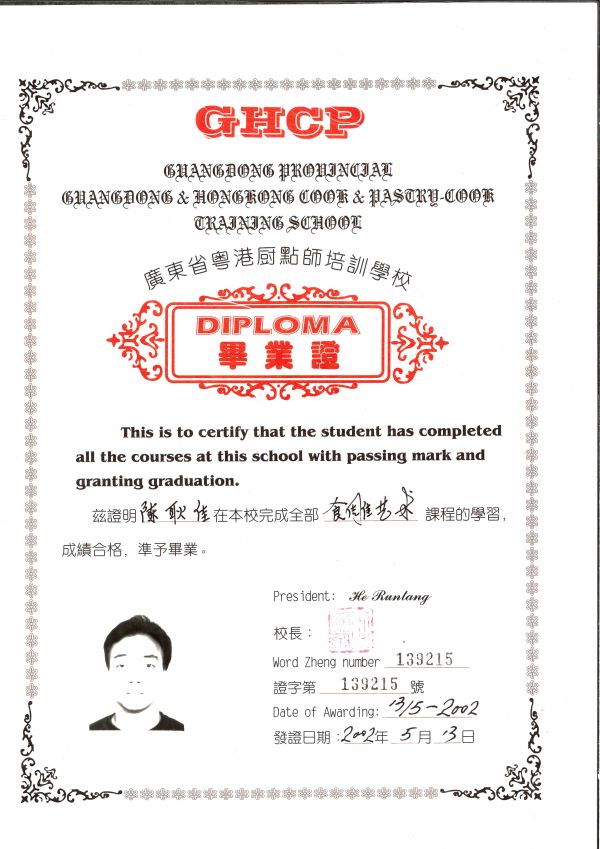 GHCP
GUANGDONG PROVINCIAL
GUANGDONG & HONGKONG COOK & PASTRY-COOK
TRAINING SCHOOL
廣東省粵港厨點師培訓學校
DIPLOMA
畢業證
This is to certify that the student has completed
all the courses at this school with passing mark and
granting graduation.
茲證明陈耿佳在本校完成全部 食 艺术 課程的學習，
成績合格，準予畢業。
President: He Runtang
校長：
Word Zheng number 139215
證字第 139215 號
Date of Awarding: 13/5-2002
發證日期：2002年 5月 13日